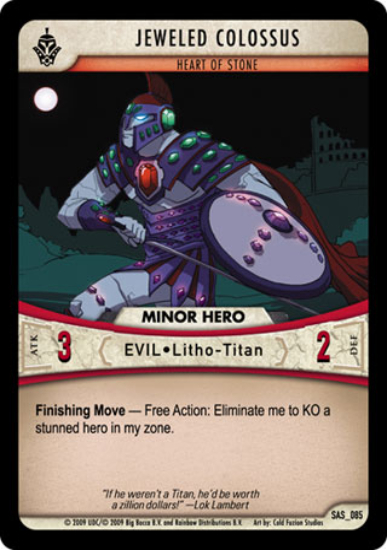 JEWELED COLOSSUS
HEART OF STONE
MINOR HERO
ATK 3 EVIL•Litho-Titan 2 DEF
Finishing Move — Free Action: Eliminate me to KO a
stunned hero in my zone.
"If he weren't a Titan, he'd be worth
a zillion dollars!" —Lok Lambert
SAS_085
© 2009 UDC/© 2009 Big Bocca B.V. and Rainbow Distributions B.V. Art by: Cold Fuzion Studios